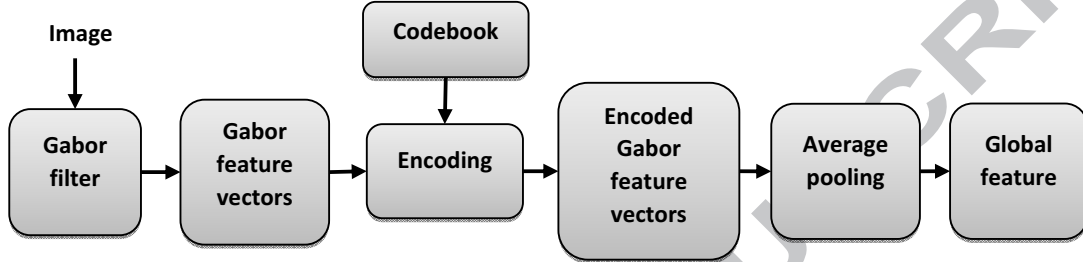 Image
Codebook
Gabor
filter
Gabor
feature
vectors
Encoding
Encoded
Gabor
feature
vectors
Average
pooling
Global
feature